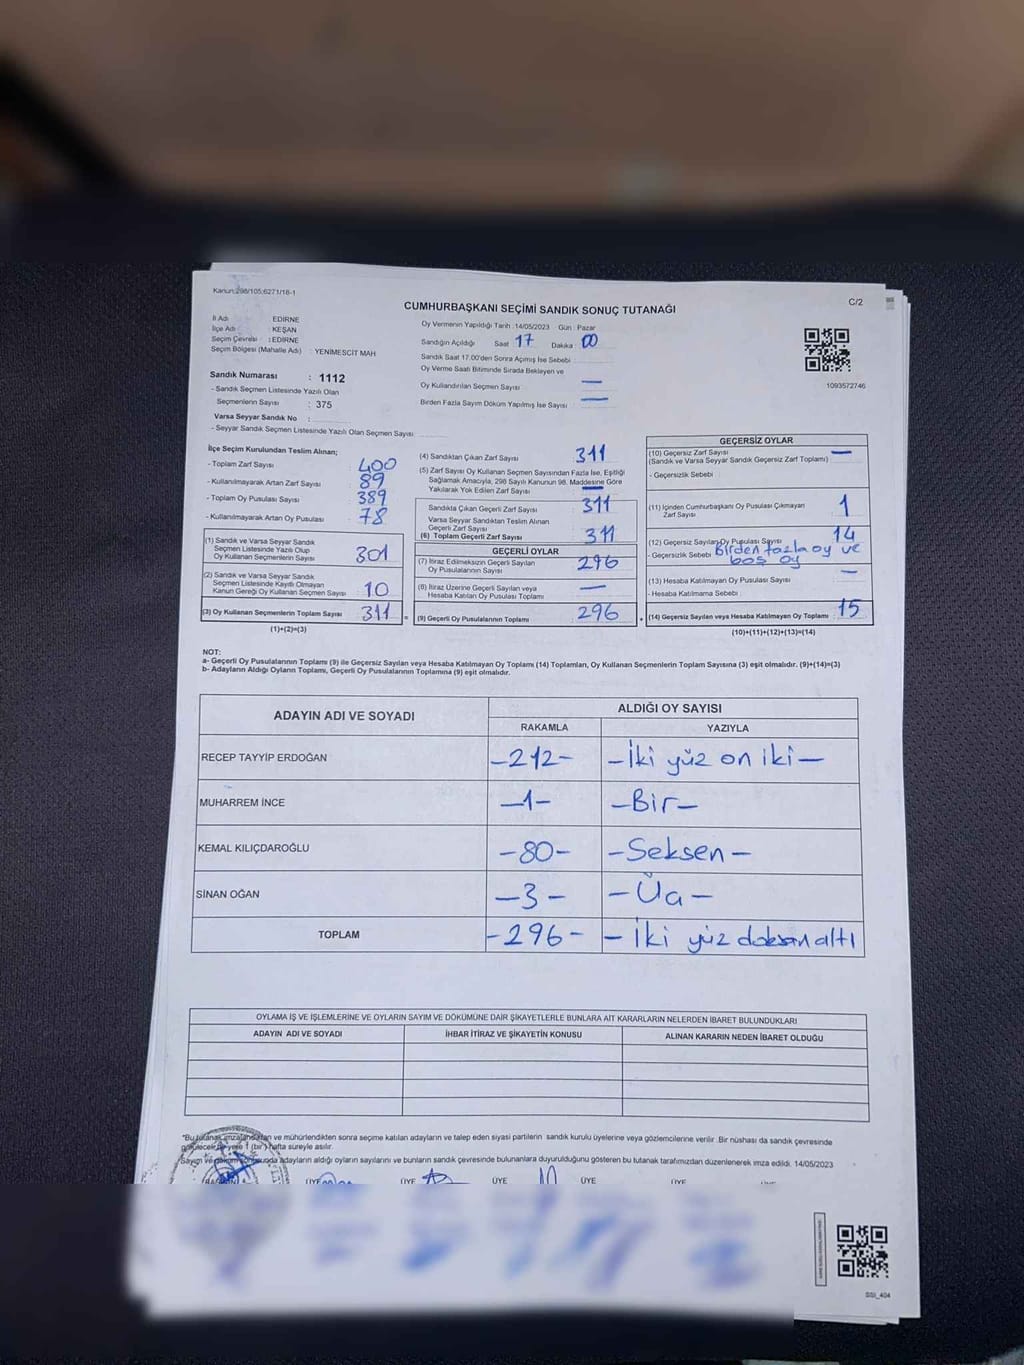 Kanun:298/105;6271/16-1
C/2
CUMHURBAŞKANI SEÇİMİ SANDIK SONUÇ TUTANAĞI
İl Adı EDİRNE
İlçe Adı : KEŞAN
Seçim Çevresi : EDİRNE
Seçim Bölgesi (Mahalle Adı) : YENİMESCİT MAH
Sandık Numarası : 1112
- Sandık Seçmen Listesinde Yazılı Olan
Seçmenlerin Sayısı : 375
Varsa Seyyar Sandık No :
- Seyyar Sandık Seçmen Listesinde Yazılı Olan Seçmen Sayısı
Oy Vermenin Yapıldığı Tarih :14/05/2023 Gün : Pazar
Sandığın Açıldığı Saat 17 Dakika 00
Sandık Saat 17.00'den Sonra Açımış İse Sebebi
Oy Verme Saati Bitiminde Sırada Bekleyen ve
Oy Kullandırılan Seçmen Sayısı —
Birden Fazla Sayım Döküm Yapılmış İse Sayısı —
1093572746
İlçe Seçim Kurulundan Teslim Alınan;
- Toplam Zarf Sayısı 400
- Kullanılmayarak Artan Zarf Sayısı 89
- Toplam Oy Pusulası Sayısı 389
- Kullanılmayarak Artan Oy Pusulası 78
(1) Sandık ve Varsa Seyyar Sandık
Seçmen Listesinde Yazılı Olup
Oy Kullanan Seçmenlerin Sayısı 301
(2) Sandık ve Varsa Seyyar Sandık
Seçmen Listesinde Kayıtlı Olmayan
Kanun Gereği Oy Kullanan Seçmen Sayısı 10
(3) Oy Kullanan Seçmenlerin Toplam Sayısı 311
(1)+(2)=(3)
(4) Sandıktan Çıkan Zarf Sayısı 311
(5) Zarf Sayısı Oy Kullanan Seçmen Sayısından Fazla İse, Eşitliği
Sağlamak Amacıyla, 298 Sayılı Kanunun 98. Maddesine Göre
Yakılarak Yok Edilen Zarf Sayısı —
Sandıkta Çıkan Geçerli Zarf Sayısı 311
Varsa Seyyar Sandıktan Teslim Alınan
Geçerli Zarf Sayısı
(6) Toplam Geçerli Zarf Sayısı 311
GEÇERLİ OYLAR
(7) İtiraz Edilmeksizin Geçerli Sayılan
Oy Pusulalarının Sayısı 296
(8) İtiraz Üzerine Geçerli Sayılan veya
Hesaba Katılan Oy Pusulası Toplamı —
(9) Geçerli Oy Pusulalarının Toplamı 296
GEÇERSİZ OYLAR
(10) Geçersiz Zarf Sayısı —
(Sandık ve Varsa Seyyar Sandık Geçersiz Zarf Toplamı)
- Geçersizlik Sebebi :
(11) İçinden Cumhurbaşkanı Oy Pusulası Çıkmayan
Zarf Sayısı 1
(12) Geçersiz Sayılan Oy Pusulası Sayısı 14
- Geçersizlik Sebebi Birden fazla oy ve
boş oy
(13) Hesaba Katılmayan Oy Pusulası Sayısı —
- Hesaba Katılmama Sebebi :
(14) Geçersiz Sayılan veya Hesaba Katılmayan Oy Toplamı : 15
(10)+(11)+(12)+(13)=(14)
NOT:
a- Geçerli Oy Pusulalarının Toplamı (9) ile Geçersiz Sayılan veya Hesaba Katılmayan Oy Toplamı (14) Toplamları, Oy Kullanan Seçmenlerin Toplam Sayısına (3) eşit olmalıdır. (9)+(14)=(3)
b- Adayların Aldığı Oyların Toplamı, Geçerli Oy Pusulalarının Toplamına (9) eşit olmalıdır.
ADAYIN ADI VE SOYADI
ALDIĞI OY SAYISI
RAKAMLA YAZIYLA
RECEP TAYYİP ERDOĞAN -212- -İki yüz on iki-
MUHARREM İNCE -1- -Bir-
KEMAL KILIÇDAROĞLU -80- -Seksen-
SİNAN OĞAN -3-
TOPLAM -296- -İki yüz doksan altı
OYLAMA İŞ VE İŞLEMLERİNE VE OYLARIN SAYIM VE DÖKÜMÜNE DAİR ŞİKAYETLERLE BUNLARA AİT KARARLARIN NELERDEN İBARET BULUNDUKLARI
ADAYIN ADI VE SOYADI
İHBAR İTİRAZ VE ŞİKAYETİN KONUSU
ALINAN KARARIN NEDEN İBARET OLDUĞU
*Bu tutanak imzalandıktan ve mühürlendikten sonra seçime katılan adayların ve talep eden siyasi partilerin sandık kurulu üyelerine veya gözlemcilerine verilir .Bir nüshası da sandık çevresinde
bir yere 1 (bir) hafta süreyle asılır.
Sayım ve döküm adayların aldığı oyların sayılarını ve bunların sandık çevresinde bulunanlara duyurulduğunu gösteren bu tutanak tarafımızdan düzenlenerek imza edildi. 14/05/2023
ÜYE ÜYE ÜYE ÜYE ÜYE
SSI_404